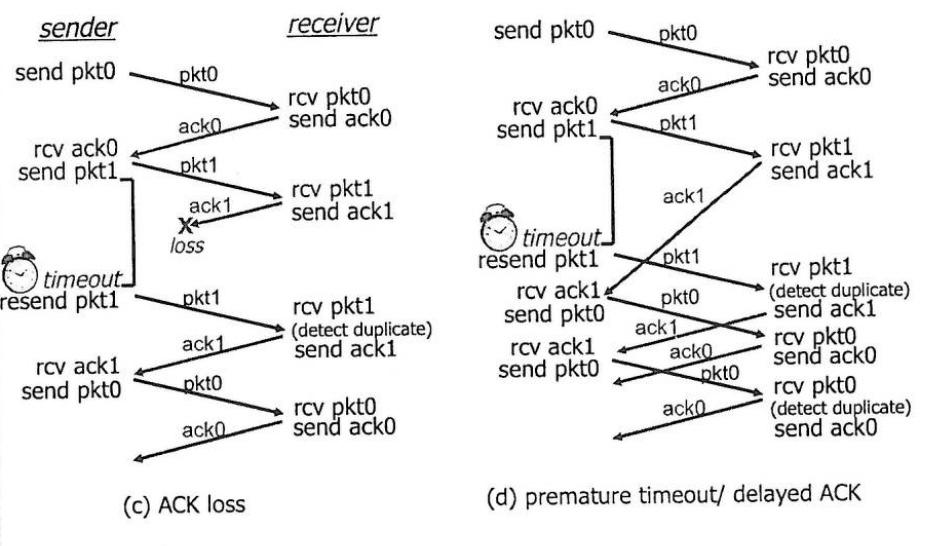 sender
receiver
send pkt0
pkt0
rcv pkt0
send ack0
ack0
rcv ack0
send pkt1
pkt1
rcv pkt1
send ack1
ack1
X
loss
timeout
resend pkt1
pkt1
rcv pkt1
(detect duplicate)
send ack1
ack1
rcv ack1
send pkt0
pkt0
rcv pkt0
send ack0
ack0
(c) ACK loss
send pkt0
pkt0
rcv pkt0
send ack0
ack0
rcv ack0
send pkt1
pkt1
rcv pkt1
send ack1
ack1
timeout
resend pkt1
pkt1
rcv pkt1
(detect duplicate)
send ack1
rcv ack1
send pkt0
pkt0
ack1
rcv pkt0
send ack0
rcv ack1
send pkt0
ack0
pkt0
rcv pkt0
(detect duplicate)
send ack0
ack0
(d) premature timeout/ delayed ACK